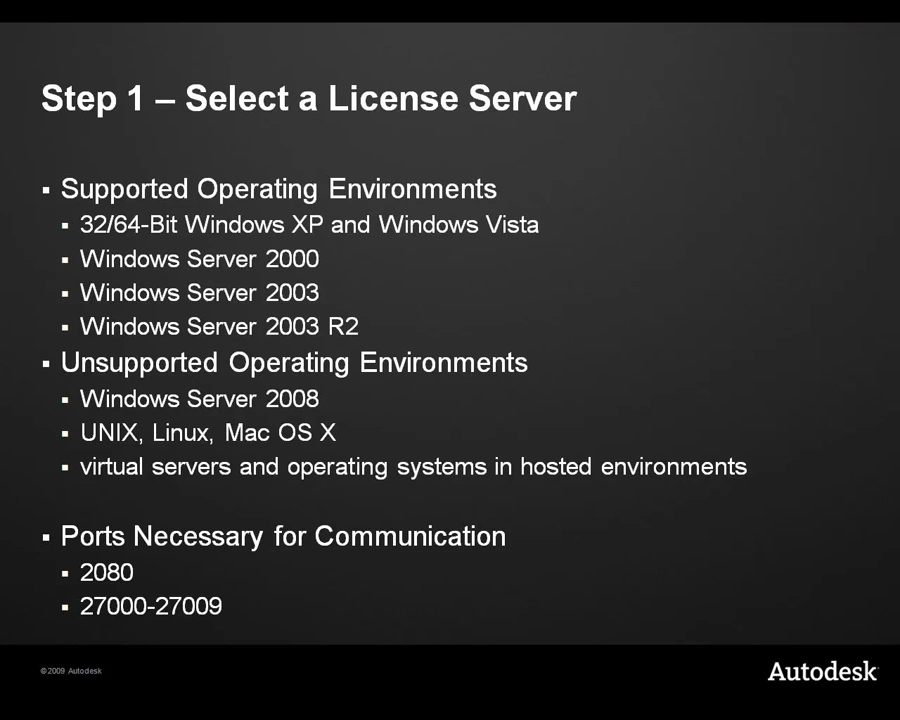 Step 1 – Select a License Server
▪ Supported Operating Environments
▪ 32/64-Bit Windows XP and Windows Vista
▪ Windows Server 2000
▪ Windows Server 2003
▪ Windows Server 2003 R2
▪ Unsupported Operating Environments
▪ Windows Server 2008
▪ UNIX, Linux, Mac OS X
▪ virtual servers and operating systems in hosted environments
▪ Ports Necessary for Communication
▪ 2080
▪ 27000-27009
©2009 Autodesk
Autodesk